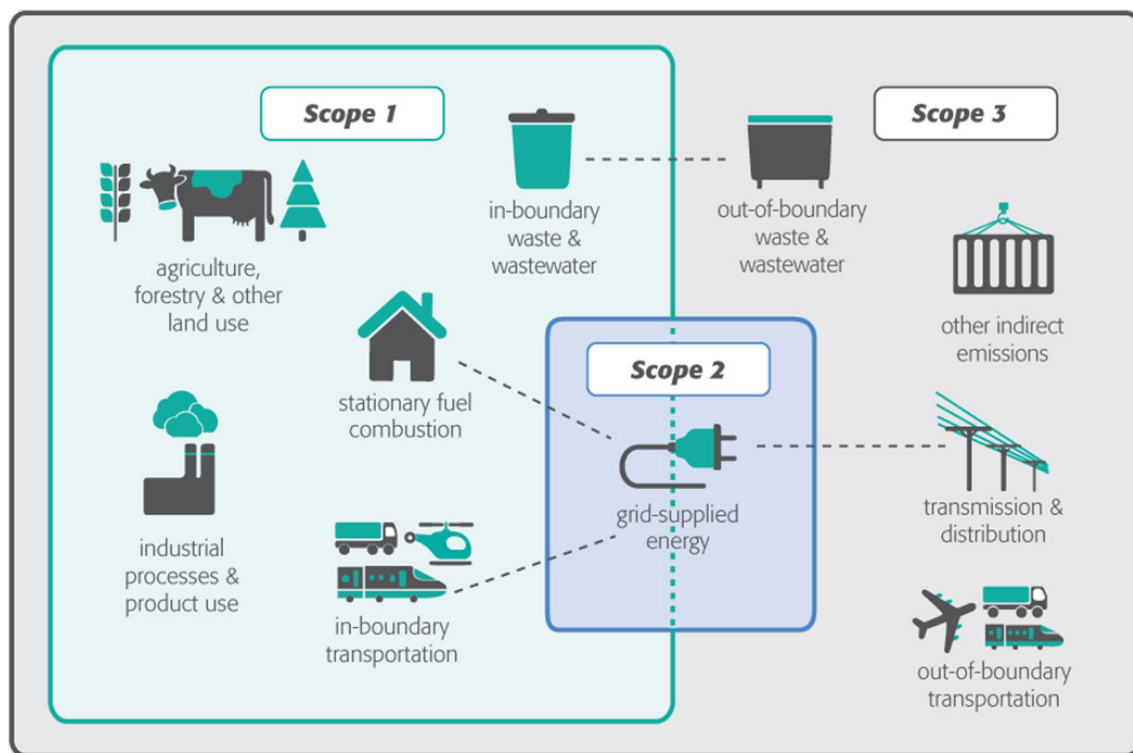 Scope 1
Scope 3
in-boundary
waste &
wastewater
out-of-boundary
waste &
wastewater
agriculture,
forestry & other
land use
other indirect
emissions
Scope 2
stationary fuel
combustion
grid-supplied
energy
transmission &
distribution
industrial
processes &
product use
in-boundary
transportation
out-of-boundary
transportation